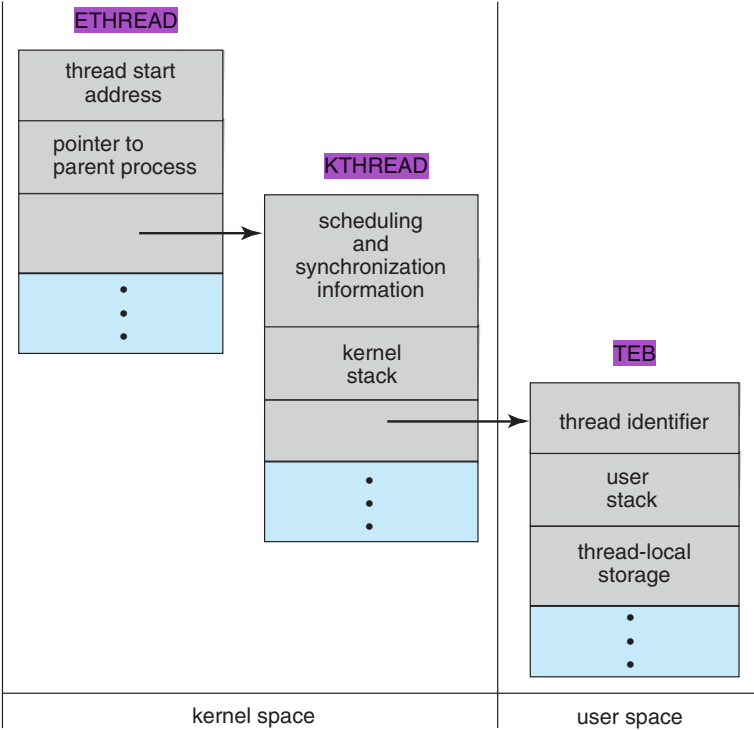 ETHREAD
thread start
address
pointer to
parent process
KTHREAD
scheduling
and
synchronization
information
kernel
stack
TEB
thread identifier
user
stack
thread-local
storage
kernel space
user space